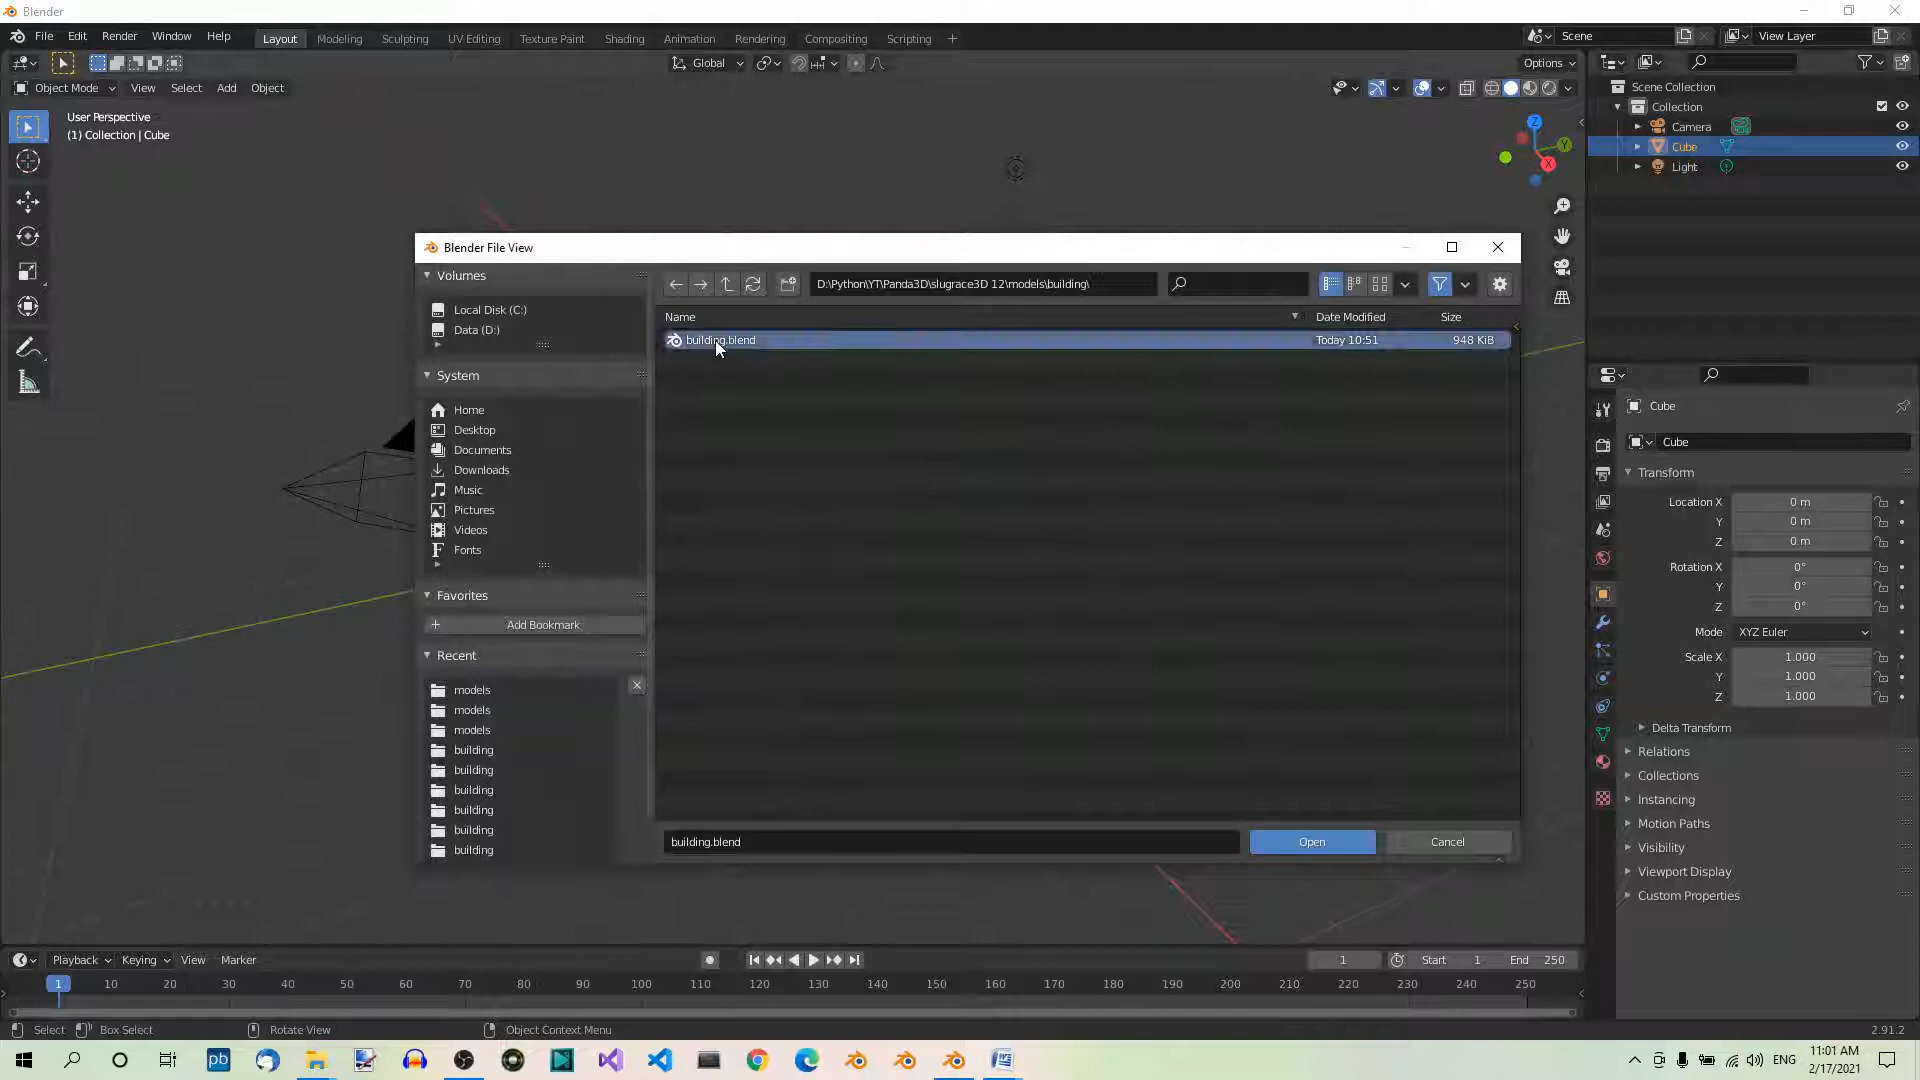 Blender
File Edit Render Window Help Layout Modeling Sculpting UV Editing Texture Paint Shading Animation Rendering Compositing Scripting Scene View Layer
Global Options
Object Mode View Select Add Object
User Perspective
(1) Collection | Cube
Z
Y
X
Scene Collection
Collection
Camera
Cube
Light
Blender File View
Volumes
Local Disk (C:)
Data (D:)
System
Home
Desktop
Documents
Downloads
Music
Pictures
Videos
Fonts
Favorites
Add Bookmark
Recent
models
models
models
building
building
building
building
building
building
D:\Python\YT\Panda3D\slugrace3D 12\models\building\
Name Date Modified Size
building.blend Today 10:51 948 KiB
building.blend Open Cancel
Cube
Cube
Transform
Location X 0 m
Y 0 m
Z 0 m
Rotation X 0°
Y 0°
Z 0°
Mode XYZ Euler
Scale X 1.000
Y 1.000
Z 1.000
Delta Transform
Relations
Collections
Instancing
Motion Paths
Visibility
Viewport Display
Custom Properties
Playback Keying View Marker 1 Start 1 End 250
1 10 20 30 40 50 60 70 80 90 100 110 120 130 140 150 160 170 180 190 200 210 220 230 240 250
Select Box Select Rotate View Object Context Menu 2.91.2
pb ENG 11:01 AM
2/17/2021